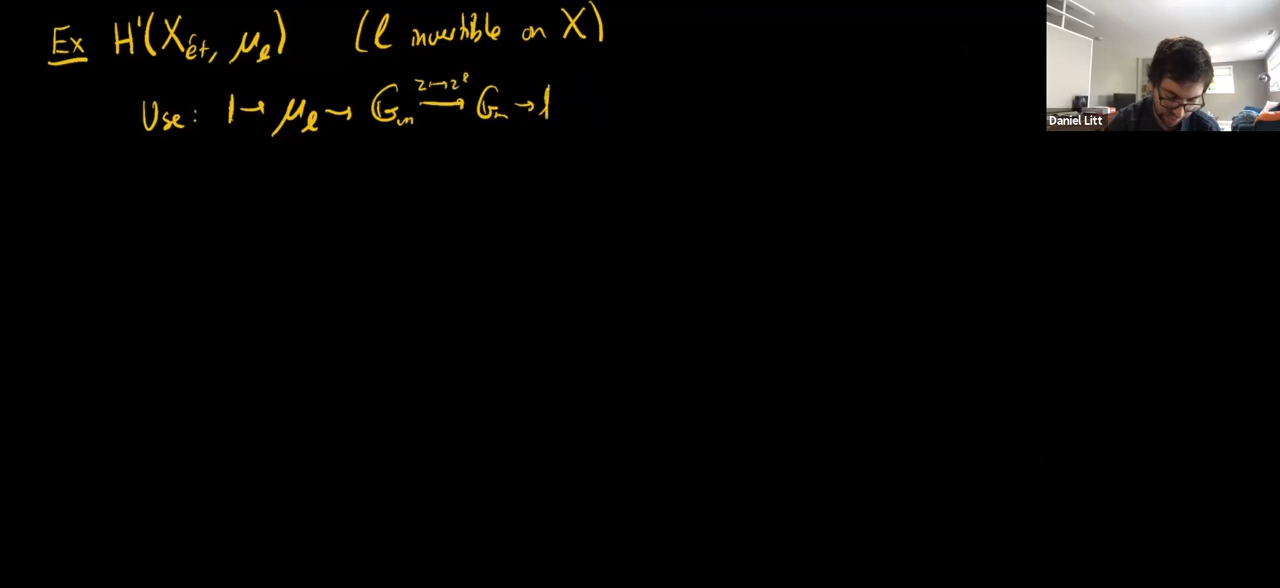 Ex H¹(X_ét, μ_ℓ) (ℓ invertible on X)
Use: 1 → μ_ℓ → 𝔾_m —z↦z^ℓ→ 𝔾_m → 1
Daniel Litt